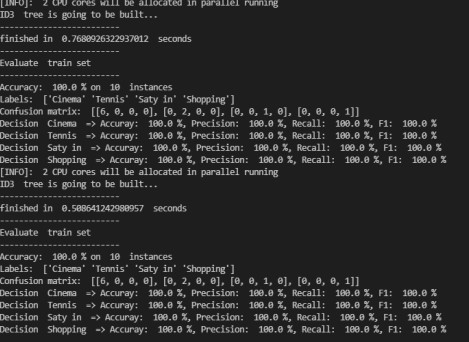 [INFO]:  2 CPU cores will be allocated in parallel running
ID3  tree is going to be built...
-------------------------
finished in  0.7680926322937012  seconds
-------------------------
Evaluate  train set
-------------------------
Accuracy:  100.0 % on  10  instances
Labels:  ['Cinema' 'Tennis' 'Saty in' 'Shopping']
Confusion matrix:  [[6, 0, 0, 0], [0, 2, 0, 0], [0, 0, 1, 0], [0, 0, 0, 1]]
Decision  Cinema  => Accuray:  100.0 %, Precision:  100.0 %, Recall:  100.0 %, F1:  100.0 %
Decision  Tennis  => Accuray:  100.0 %, Precision:  100.0 %, Recall:  100.0 %, F1:  100.0 %
Decision  Saty in  => Accuray:  100.0 %, Precision:  100.0 %, Recall:  100.0 %, F1:  100.0 %
Decision  Shopping  => Accuray:  100.0 %, Precision:  100.0 %, Recall:  100.0 %, F1:  100.0 %
[INFO]:  2 CPU cores will be allocated in parallel running
ID3  tree is going to be built...
-------------------------
finished in  0.508641242980957  seconds
-------------------------
Evaluate  train set
-------------------------
Accuracy:  100.0 % on  10  instances
Labels:  ['Cinema' 'Tennis' 'Saty in' 'Shopping']
Confusion matrix:  [[6, 0, 0, 0], [0, 2, 0, 0], [0, 0, 1, 0], [0, 0, 0, 1]]
Decision  Cinema  => Accuray:  100.0 %, Precision:  100.0 %, Recall:  100.0 %, F1:  100.0 %
Decision  Tennis  => Accuray:  100.0 %, Precision:  100.0 %, Recall:  100.0 %, F1:  100.0 %
Decision  Saty in  => Accuray:  100.0 %, Precision:  100.0 %, Recall:  100.0 %, F1:  100.0 %
Decision  Shopping  => Accuray:  100.0 %, Precision:  100.0 %, Recall:  100.0 %, F1:  100.0 %